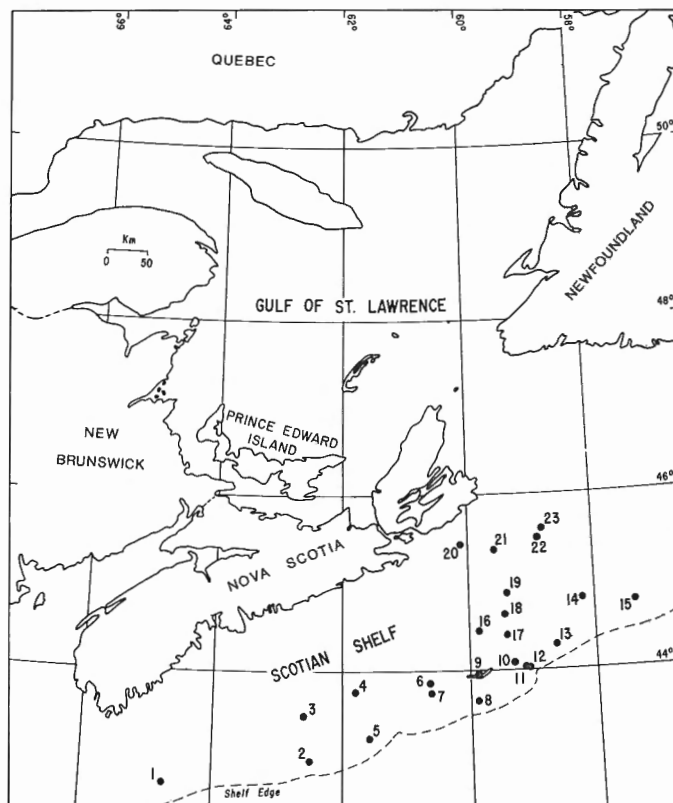 66° 64° 62° 60° 58°
QUEBEC
50°
Km
0 50
NEWFOUNDLAND
GULF OF ST. LAWRENCE
48°
PRINCE EDWARD
ISLAND
NEW
BRUNSWICK
46°
23
22
21
20
NOVA SCOTIA
19
18
14
15
16
17
13
SCOTIAN SHELF
44°
10
12
9
11
6
7
4
8
3
5
2
1
Shelf Edge